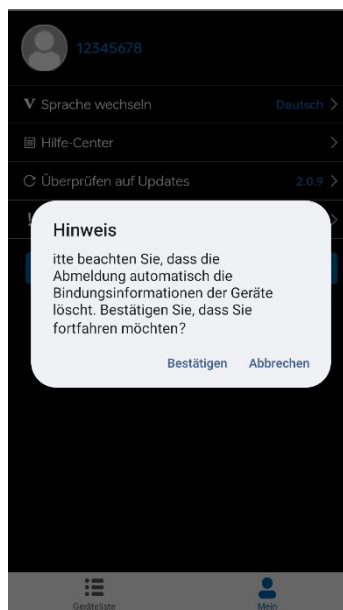 12345678
V Sprache wechseln Deutsch >
Hilfe-Center >
Überprüfen auf Updates 2.0.9 >
! >
Hinweis
itte beachten Sie, dass die
Abmeldung automatisch die
Bindungsinformationen der Geräte
löscht. Bestätigen Sie, dass Sie
fortfahren möchten?
Bestätigen Abbrechen
Geräteliste Mein